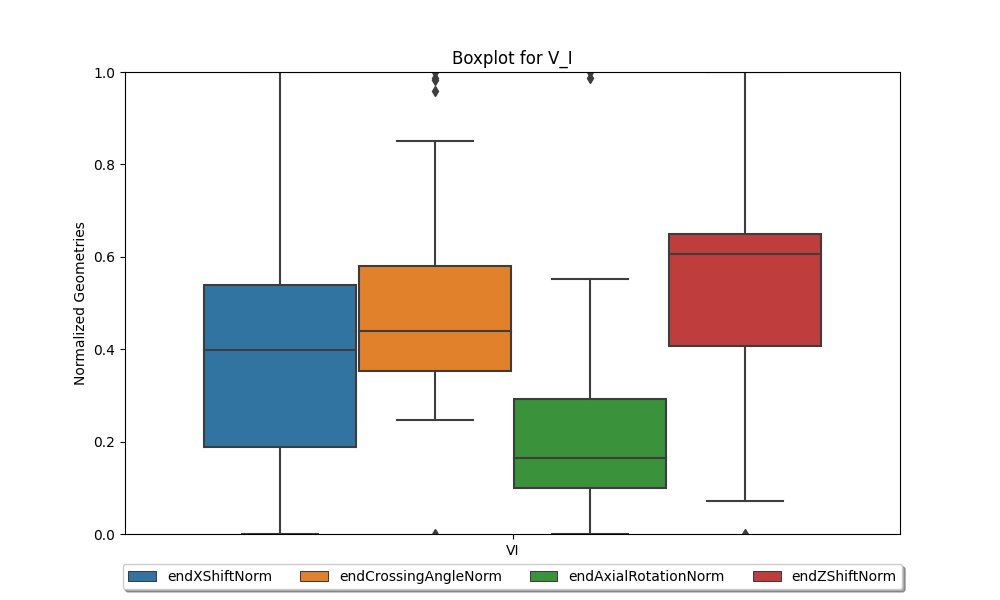 Boxplot for V_I
1.0
0.8
0.6
0.4
0.2
0.0
Normalized Geometries
VI
endXShiftNorm endCrossingAngleNorm endAxialRotationNorm endZShiftNorm